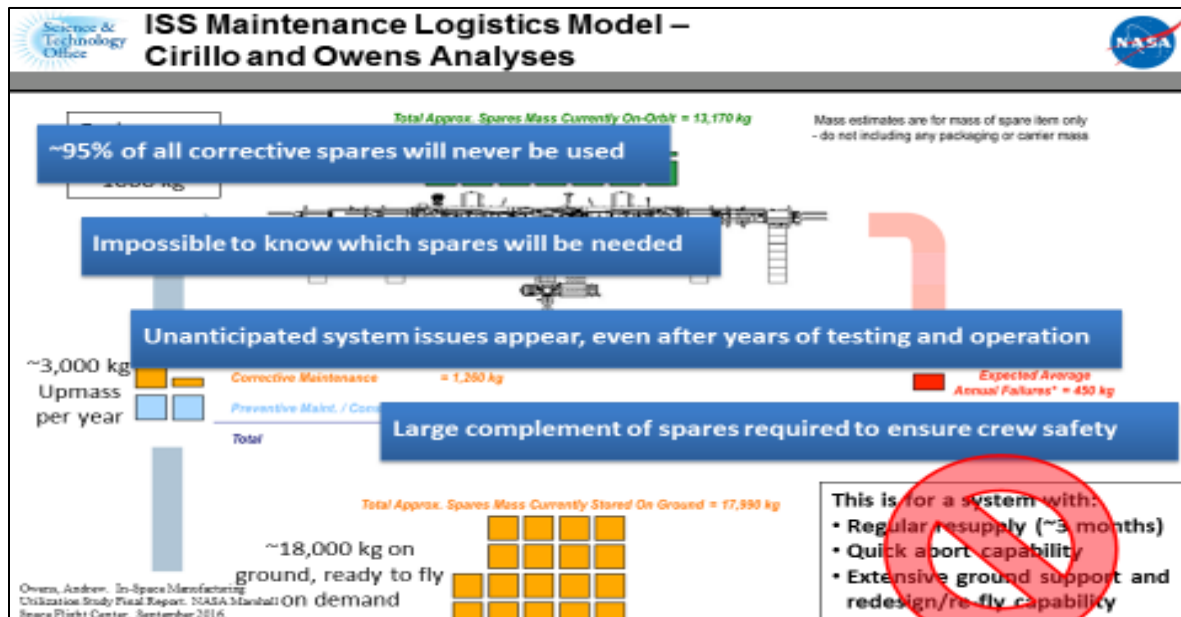 Science &
Technology
Office
ISS Maintenance Logistics Model –
Cirillo and Owens Analyses
NASA
Total Approx. Spares Mass Currently On-Orbit = 13,170 kg
Mass estimates are for mass of spare item only
- do not including any packaging or carrier mass
~95% of all corrective spares will never be used
kg
Impossible to know which spares will be needed
Unanticipated system issues appear, even after years of testing and operation
~3,000 kg
Upmass
per year
Corrective Maintenance = 1,260 kg
Preventive Maint. /
Total
Expected Average
Annual Failures* = 450 kg
Large complement of spares required to ensure crew safety
Total Approx. Spares Mass Currently Stored On Ground = 17,990 kg
~18,000 kg on
ground, ready to fly
on demand
This is for a system with:
• Regular resupply (~3 months)
• Quick abort capability
• Extensive ground support and
redesign/re-fly capability
Owens, Andrew. In-Space Manufacturing
Utilization Study Final Report. NASA Marshall
Space Flight Center. September 2016.